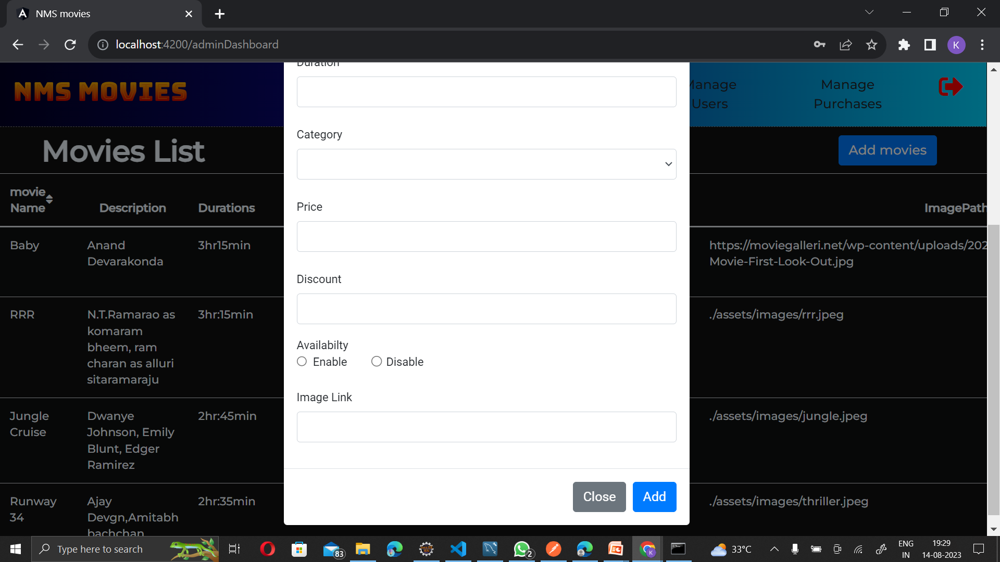 NMS movies
localhost:4200/adminDashboard
K
NMS MOVIES
Manage
Users
Manage
Purchases
Movies List
Add movies
movie
Name
Description
Durations
ImagePath
Baby
Anand
Devarakonda
3hr15min
https://moviegalleri.net/wp-content/uploads/202
Movie-First-Look-Out.jpg
RRR
N.T.Ramarao as
komaram
bheem, ram
charan as alluri
sitaramaraju
3hr:15min
./assets/images/rrr.jpeg
Jungle
Cruise
Dwanye
Johnson, Emily
Blunt, Edger
Ramirez
2hr:45min
./assets/images/jungle.jpeg
Runway
34
Ajay
Devgn,Amitabh
bachchan
2hr:35min
./assets/images/thriller.jpeg
Duration
Category
Price
Discount
Availabilty
Enable
Disable
Image Link
Close
Add
Type here to search
83
2
K
33°C
ENG
IN
19:29
14-08-2023